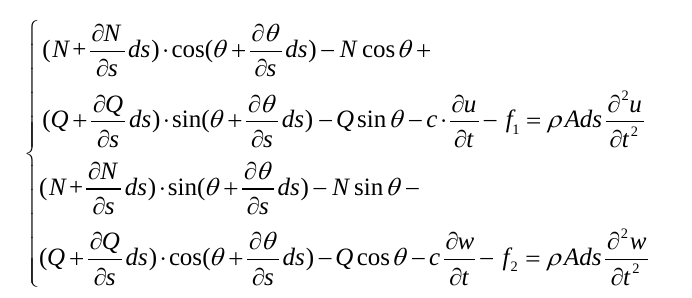 (N + ∂N/∂s ds)·cos(θ + ∂θ/∂s ds) − N cos θ +
(Q + ∂Q/∂s ds)·sin(θ + ∂θ/∂s ds) − Q sin θ − c·∂u/∂t − f₁ = ρAds ∂²u/∂t²
(N + ∂N/∂s ds)·sin(θ + ∂θ/∂s ds) − N sin θ −
(Q + ∂Q/∂s ds)·cos(θ + ∂θ/∂s ds) − Q cos θ − c ∂w/∂t − f₂ = ρAds ∂²w/∂t²